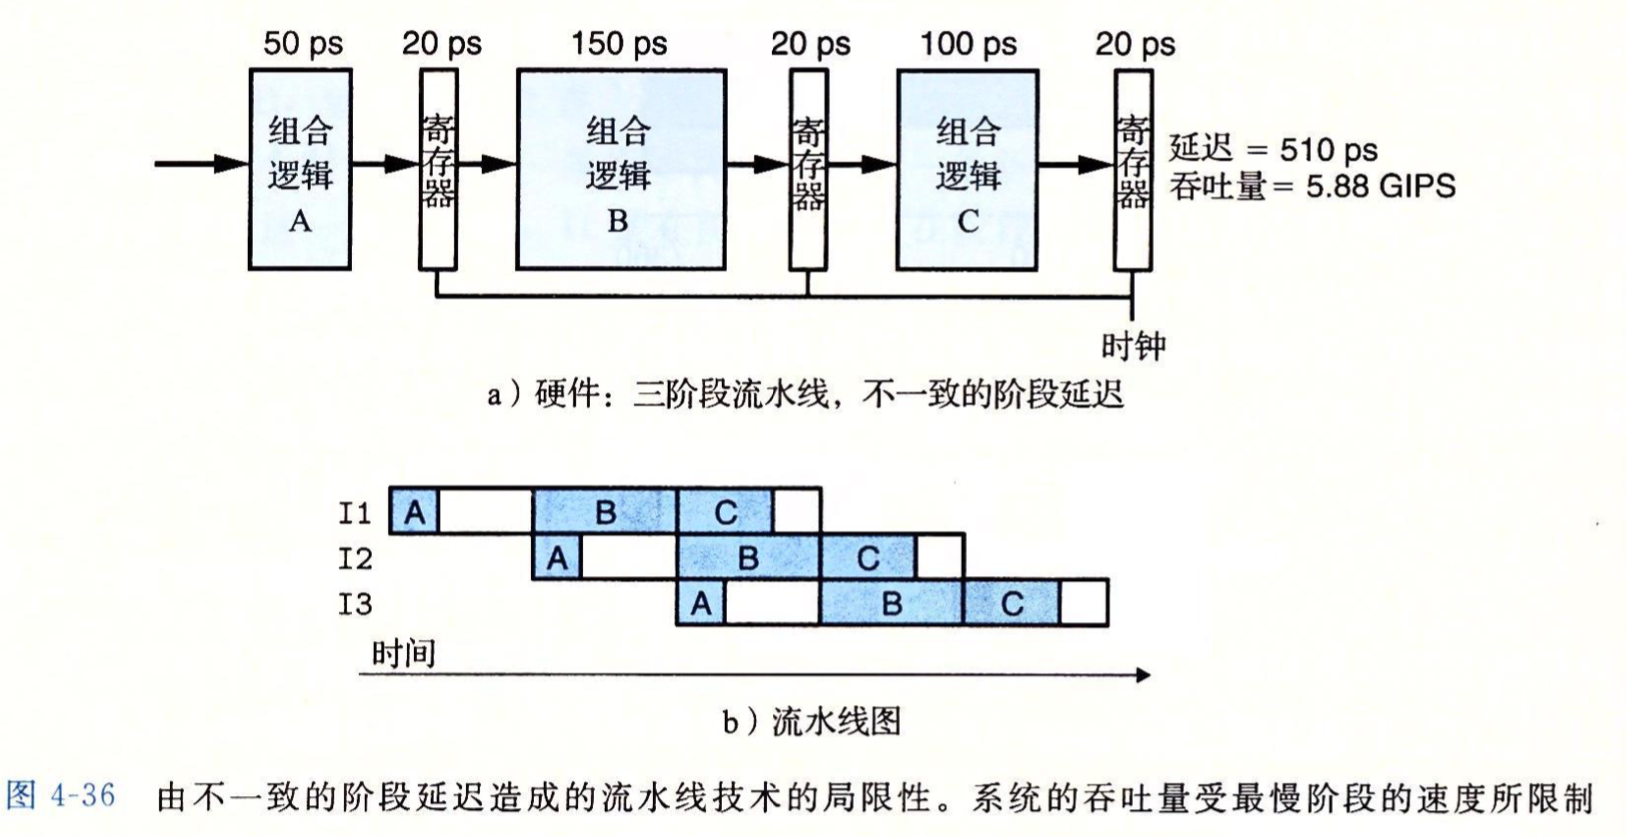 50 ps 20 ps 150 ps 20 ps 100 ps 20 ps
组合
逻辑
A
寄存器
组合
逻辑
B
寄存器
组合
逻辑
C
寄存器
延迟 = 510 ps
吞吐量 = 5.88 GIPS
时钟
a）硬件：三阶段流水线，不一致的阶段延迟
I1 A B C
I2 A B C
I3 A B C
时间
b）流水线图
图 4-36 由不一致的阶段延迟造成的流水线技术的局限性。系统的吞吐量受最慢阶段的速度所限制